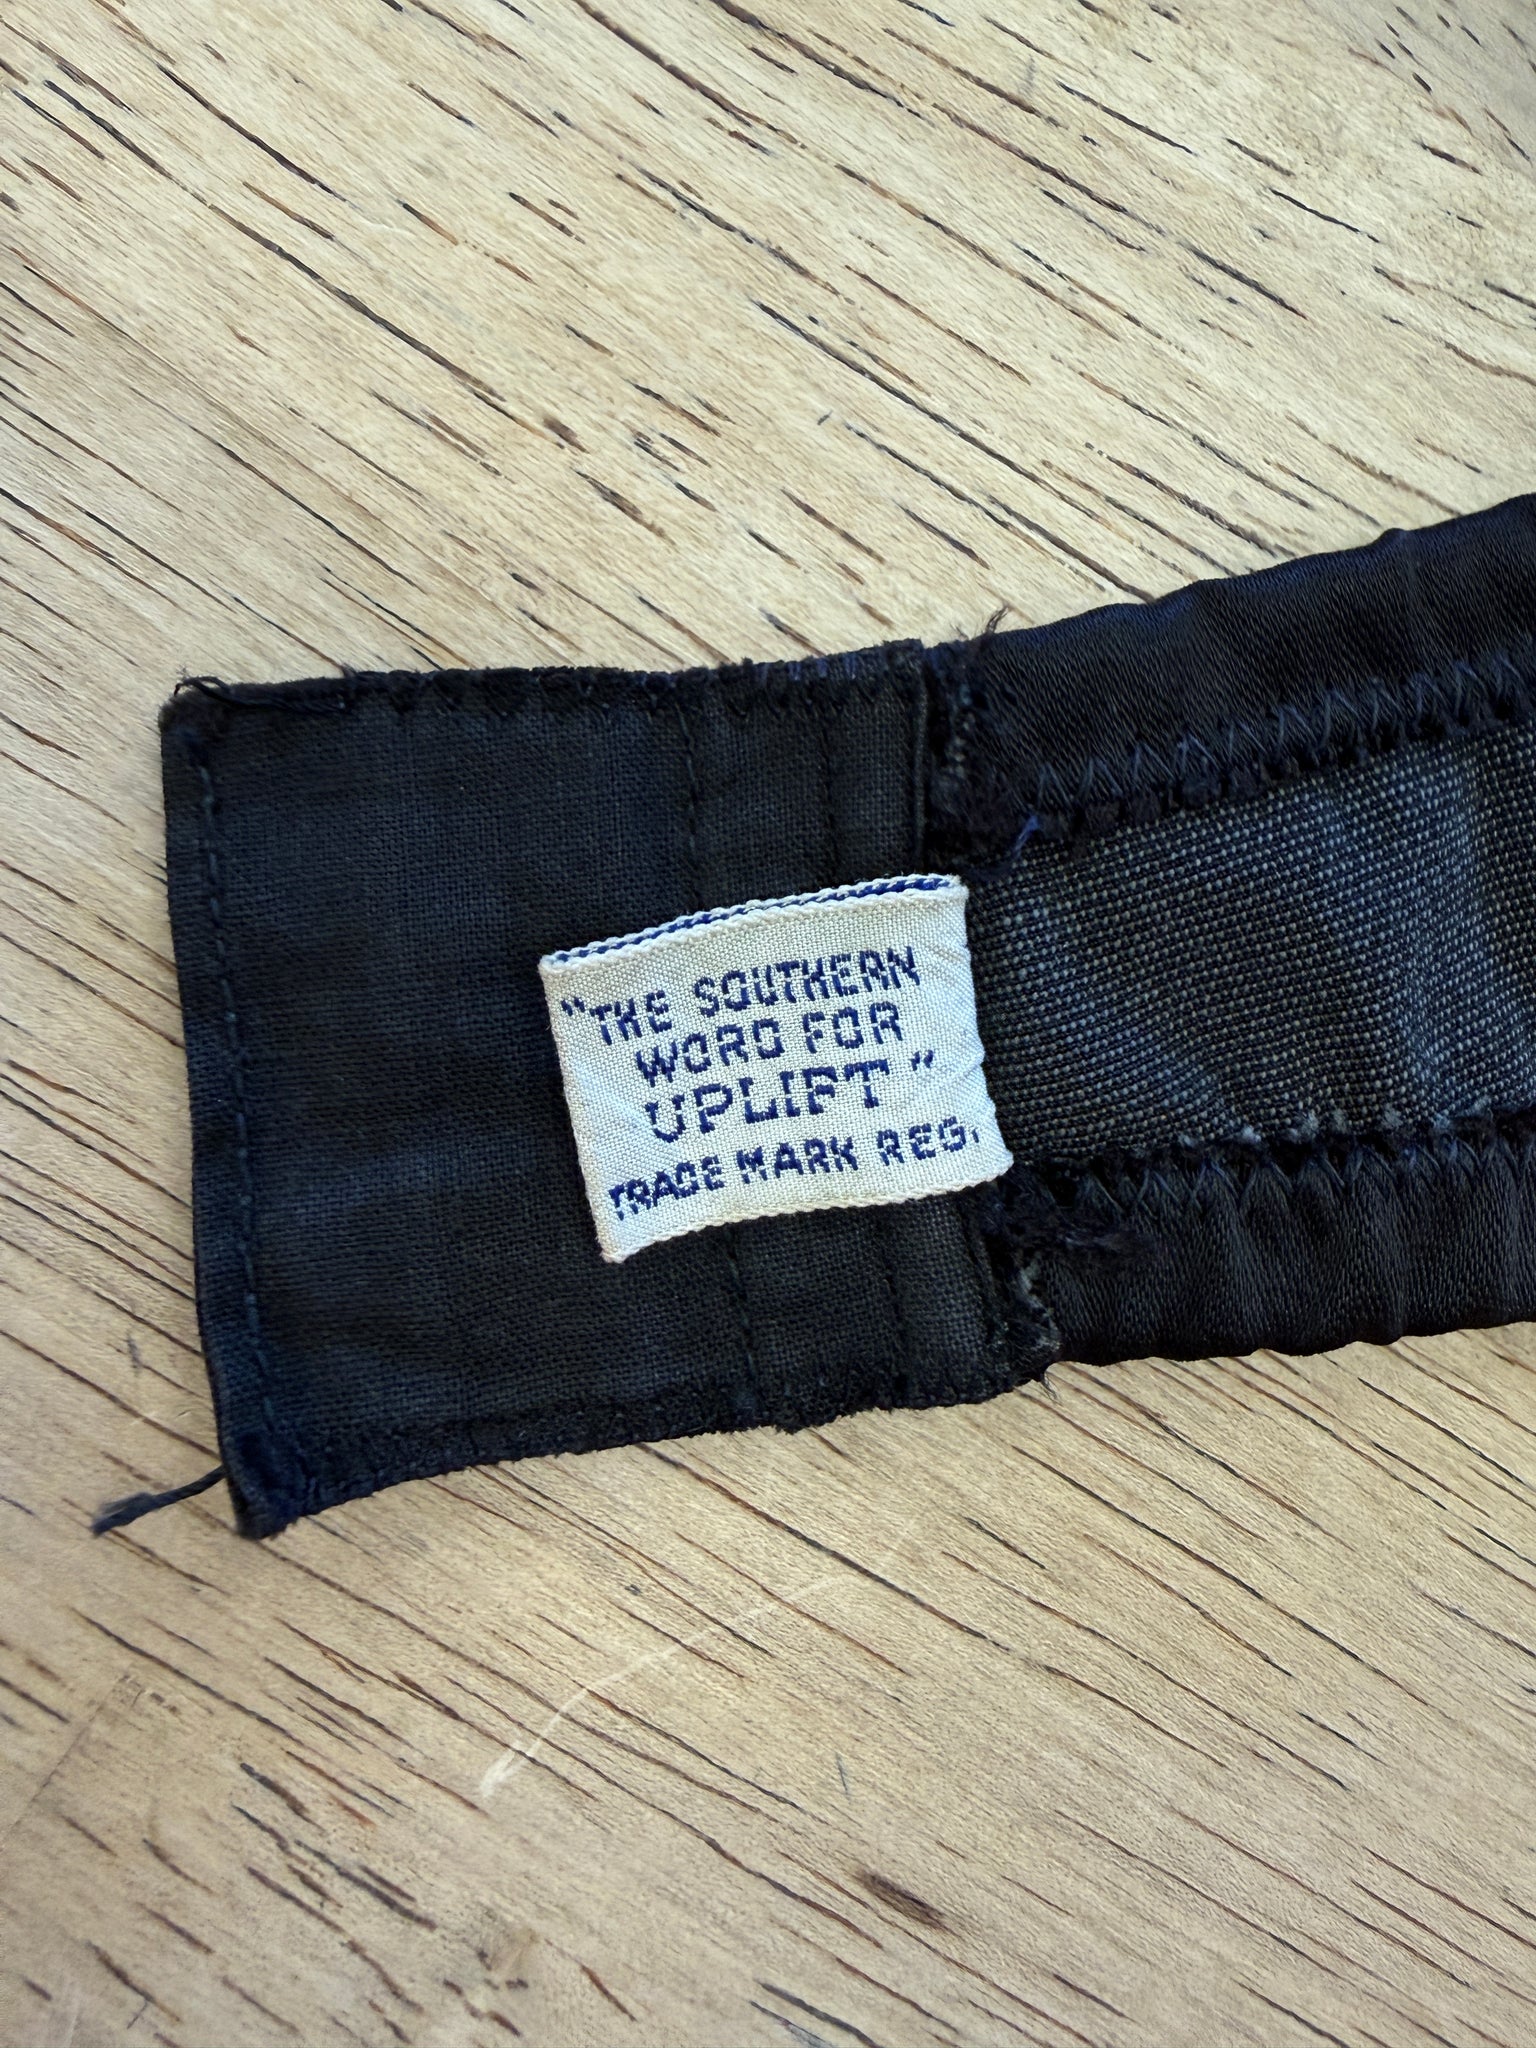 "THE SOUTHERN
WORD FOR
UPLIFT"
TRADE MARK REG.